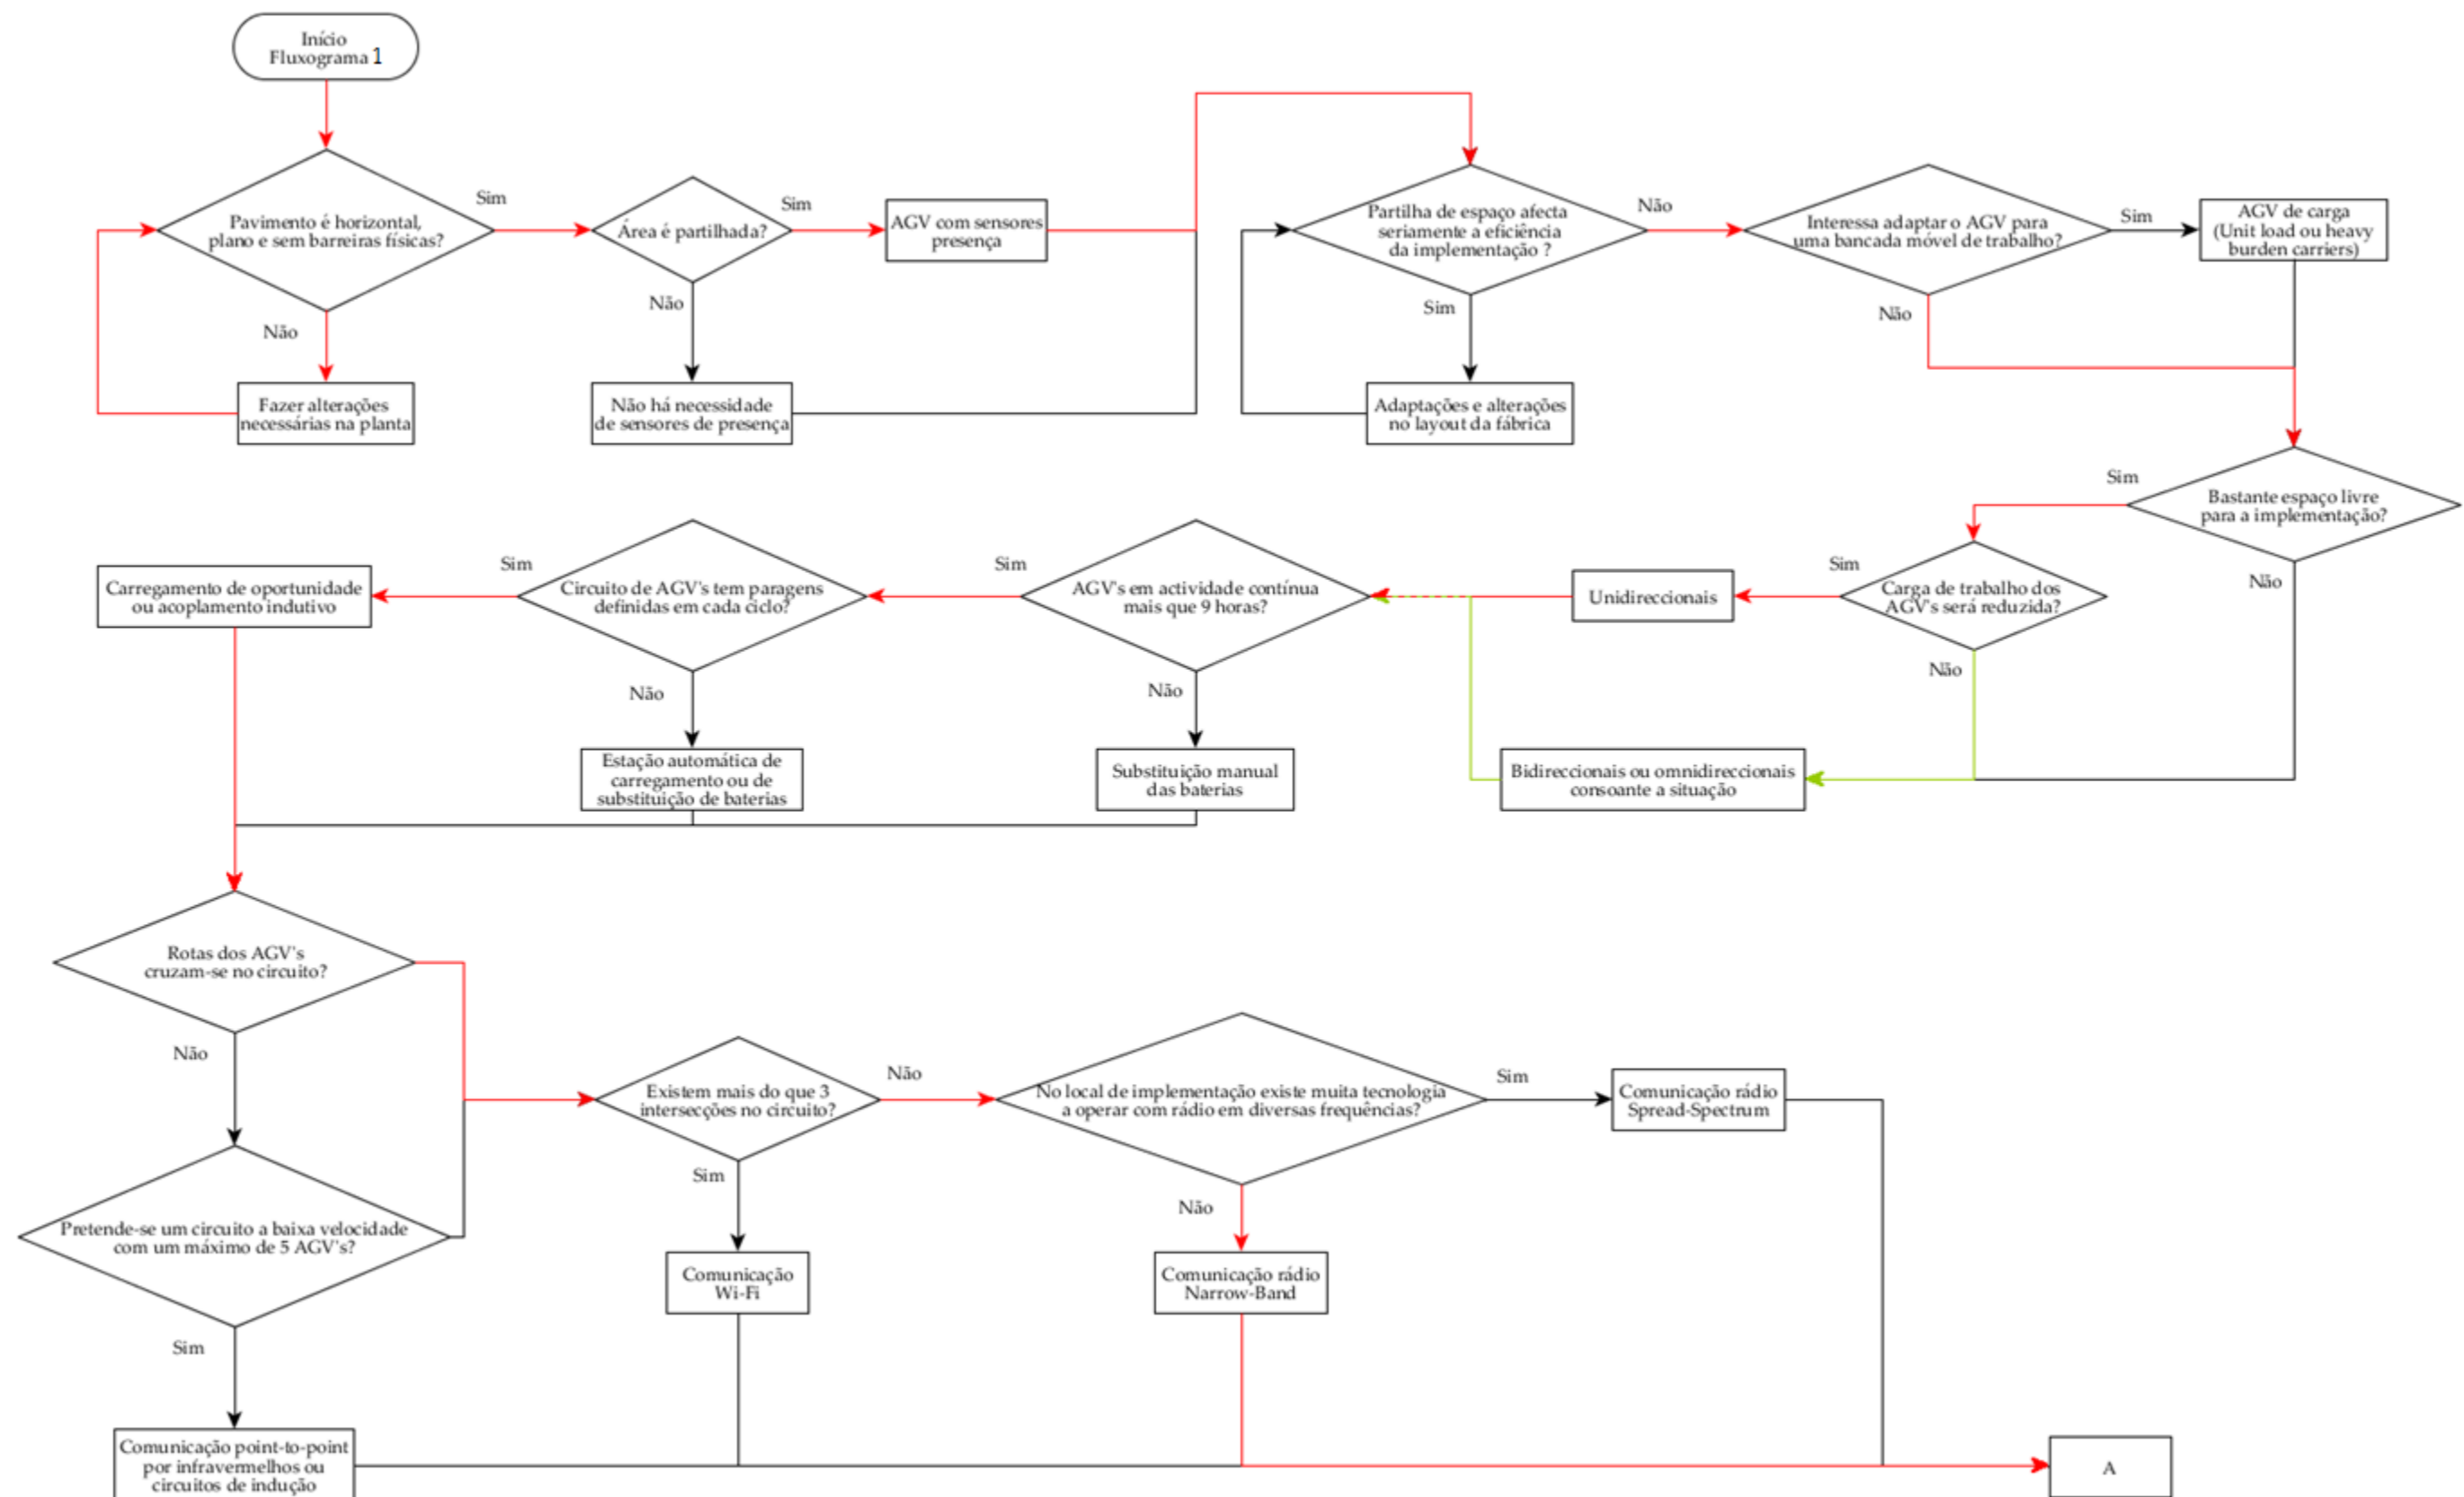 Início
Fluxograma 1
Pavimento é horizontal,
plano e sem barreiras físicas?
Sim
Não
Fazer alterações
necessárias na planta
Área é partilhada?
Sim
Não
AGV com sensores
presença
Não há necessidade
de sensores de presença
Partilha de espaço afecta
seriamente a eficiência
da implementação ?
Não
Sim
Adaptações e alterações
no layout da fábrica
Interessa adaptar o AGV para
uma bancada móvel de trabalho?
Sim
Não
AGV de carga
(Unit load ou heavy
burden carriers)
Bastante espaço livre
para a implementação?
Sim
Não
Carga de trabalho dos
AGV's será reduzida?
Sim
Não
Unidireccionais
Bidireccionais ou omnidireccionais
consoante a situação
AGV's em actividade contínua
mais que 9 horas?
Sim
Não
Substituição manual
das baterias
Circuito de AGV's tem paragens
definidas em cada ciclo?
Sim
Não
Estação automática de
carregamento ou de
substituição de baterias
Carregamento de oportunidade
ou acoplamento indutivo
Rotas dos AGV's
cruzam-se no circuito?
Não
Pretende-se um circuito a baixa velocidade
com um máximo de 5 AGV's?
Sim
Comunicação point-to-point
por infravermelhos ou
circuitos de indução
Existem mais do que 3
intersecções no circuito?
Não
Sim
Comunicação
Wi-Fi
No local de implementação existe muita tecnologia
a operar com rádio em diversas frequências?
Sim
Não
Comunicação rádio
Spread-Spectrum
Comunicação rádio
Narrow-Band
A